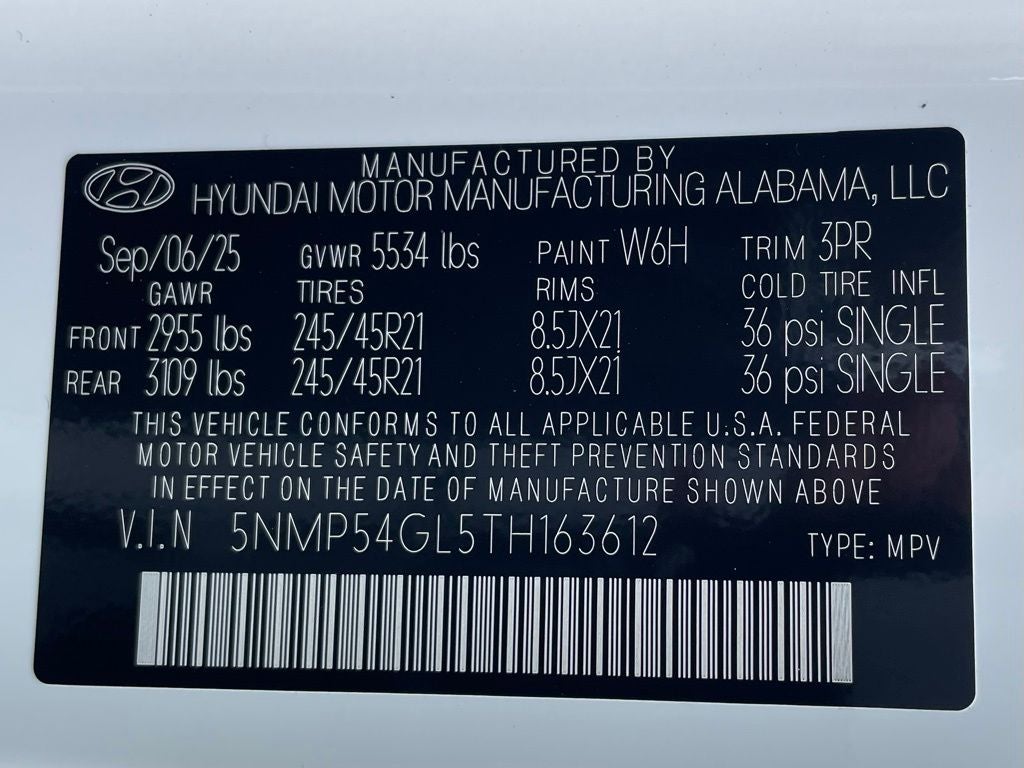 MANUFACTURED BY
HYUNDAI MOTOR MANUFACTURING ALABAMA, LLC
Sep/06/25 GVWR 5534 lbs PAINT W6H TRIM 3PR
GAWR TIRES RIMS COLD TIRE INFL
FRONT 2955 lbs 245/45R21 8.5JX21 36 psi SINGLE
REAR 3109 lbs 245/45R21 8.5JX21 36 psi SINGLE
THIS VEHICLE CONFORMS TO ALL APPLICABLE U.S.A. FEDERAL
MOTOR VEHICLE SAFETY AND THEFT PREVENTION STANDARDS
IN EFFECT ON THE DATE OF MANUFACTURE SHOWN ABOVE
V.I.N 5NMP54GL5TH163612 TYPE: MPV